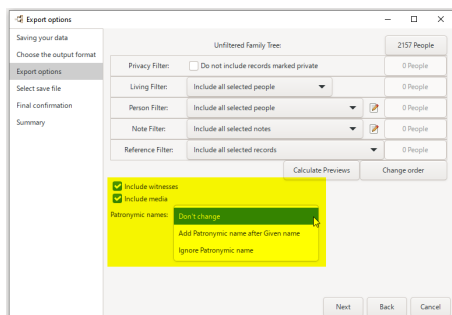 Export options
Saving your data
Choose the output format
Export options
Select save file
Final confirmation
Summary
Unfiltered Family Tree: 2157 People
Privacy Filter: Do not include records marked private 0 People
Living Filter: Include all selected people 0 People
Person Filter: Include all selected people 0 People
Note Filter: Include all selected notes 0 People
Reference Filter: Include all selected records 0 People
Calculate Previews Change order
Include witnesses
Include media
Patronymic names: Don't change
Add Patronymic name after Given name
Ignore Patronymic name
Next Back Cancel